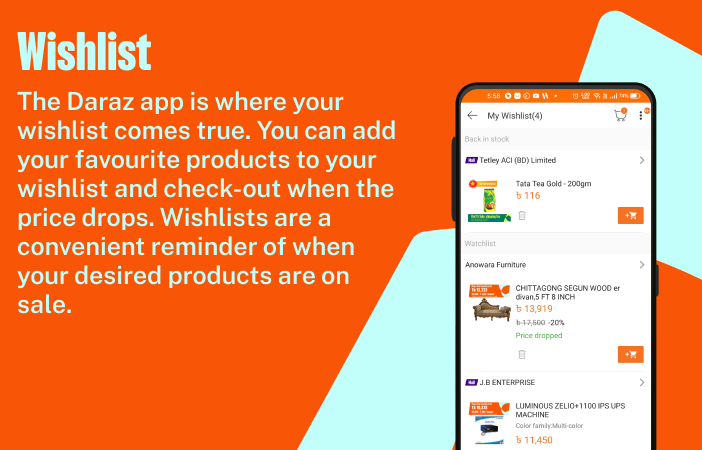 Wishlist
The Daraz app is where your
wishlist comes true. You can add
your favourite products to your
wishlist and check-out when the
price drops. Wishlists are a
convenient reminder of when
your desired products are on
sale.
5:58
74%
My Wishlist(4)
Back in stock
Mall Tetley ACI (BD) Limited
Tata Tea Gold - 200gm
৳ 116
Watchlist
Anowara Furniture
CHITTAGONG SEGUN WOOD er
divan,5 FT 8 INCH
৳ 13,919
৳ 17,500 -20%
Price dropped
Mall J.B ENTERPRISE
LUMINOUS ZELIO+1100 IPS UPS
MACHINE
Color family:Multi-color
৳ 11,450